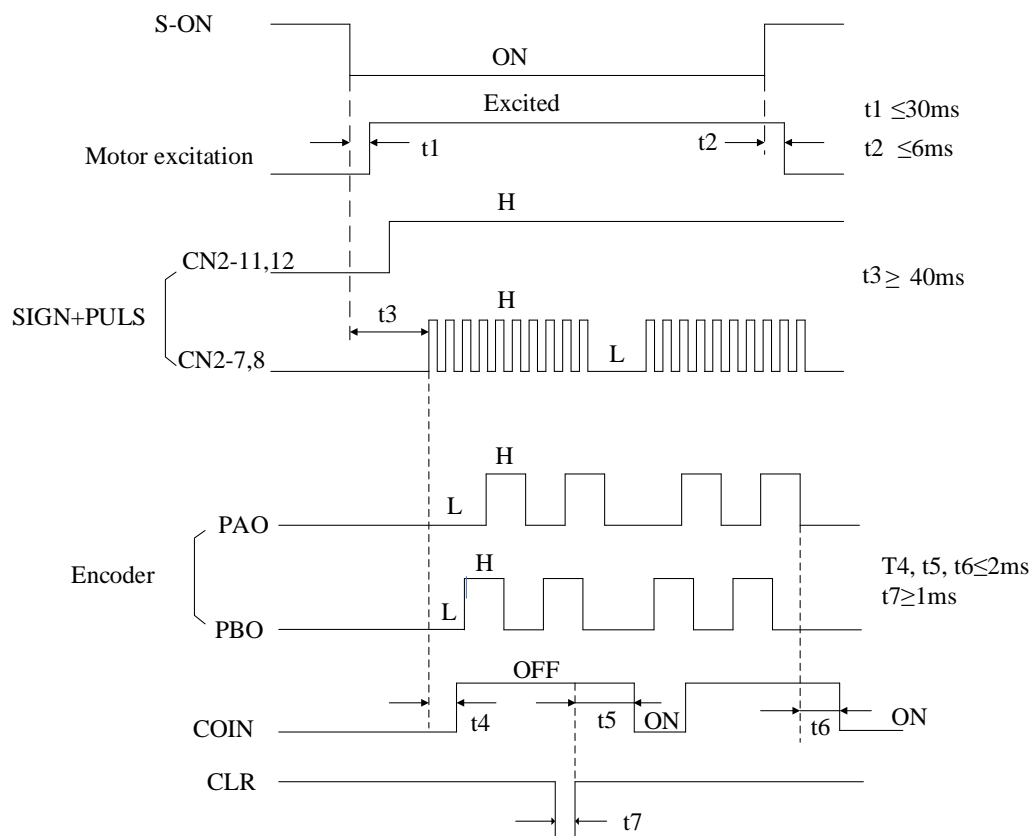 S-ON
ON
Excited
t1 ≤30ms
Motor excitation
t1
t2
t2 ≤6ms
H
CN2-11,12
t3≥ 40ms
SIGN+PULS
t3
H
CN2-7,8
L
H
L
PAO
Encoder
H
T4, t5, t6≤2ms
t7≥1ms
L
PBO
OFF
COIN
t4
t5
ON
t6
ON
CLR
t7